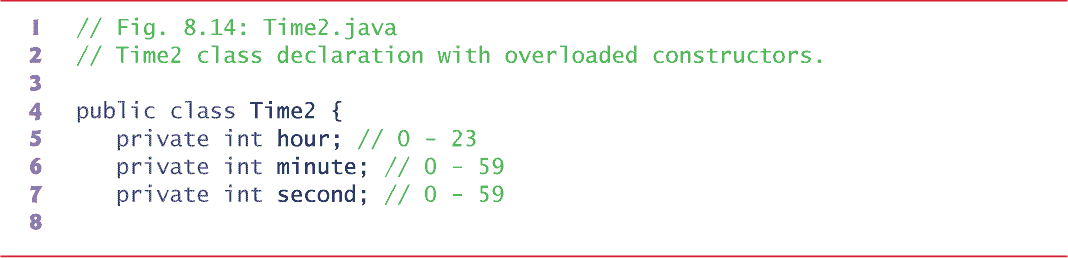 1 // Fig. 8.14: Time2.java
2 // Time2 class declaration with overloaded constructors.
3
4 public class Time2 {
5 private int hour; // 0 - 23
6 private int minute; // 0 - 59
7 private int second; // 0 - 59
8